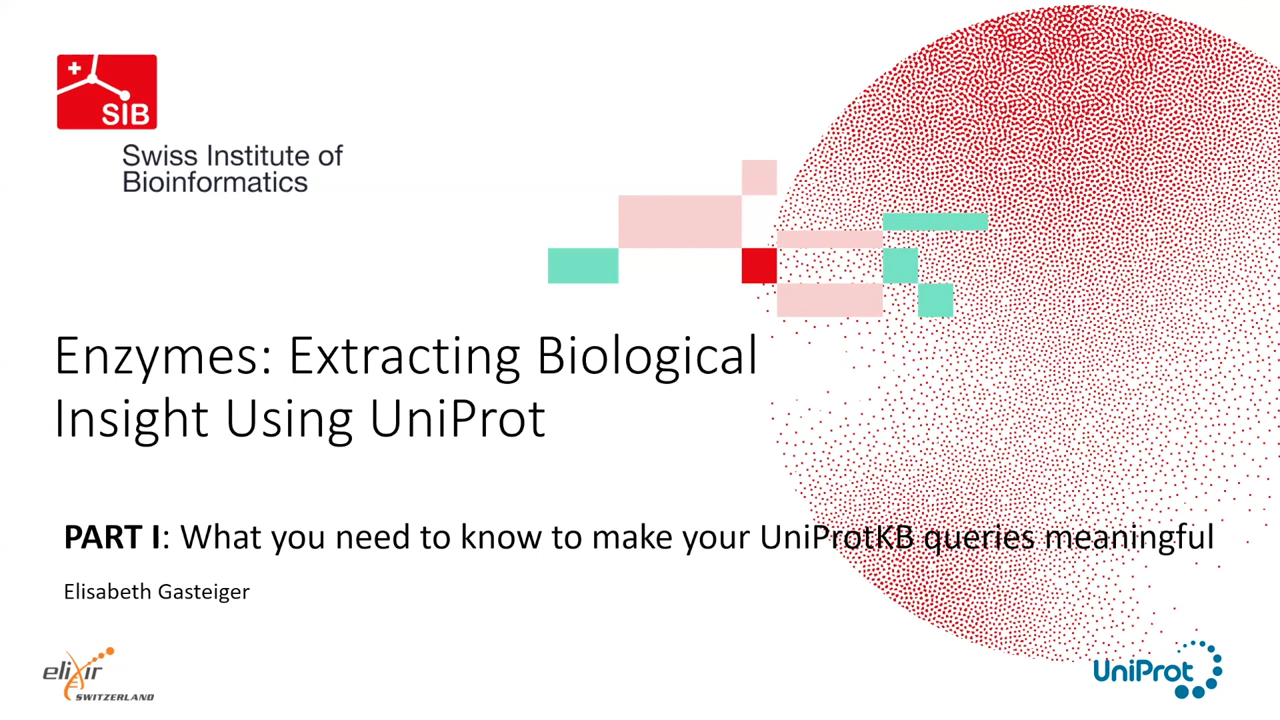 SIB
Swiss Institute of
Bioinformatics
Enzymes: Extracting Biological
Insight Using UniProt
PART I: What you need to know to make your UniProtKB queries meaningful
Elisabeth Gasteiger
elixir
SWITZERLAND
UniProt